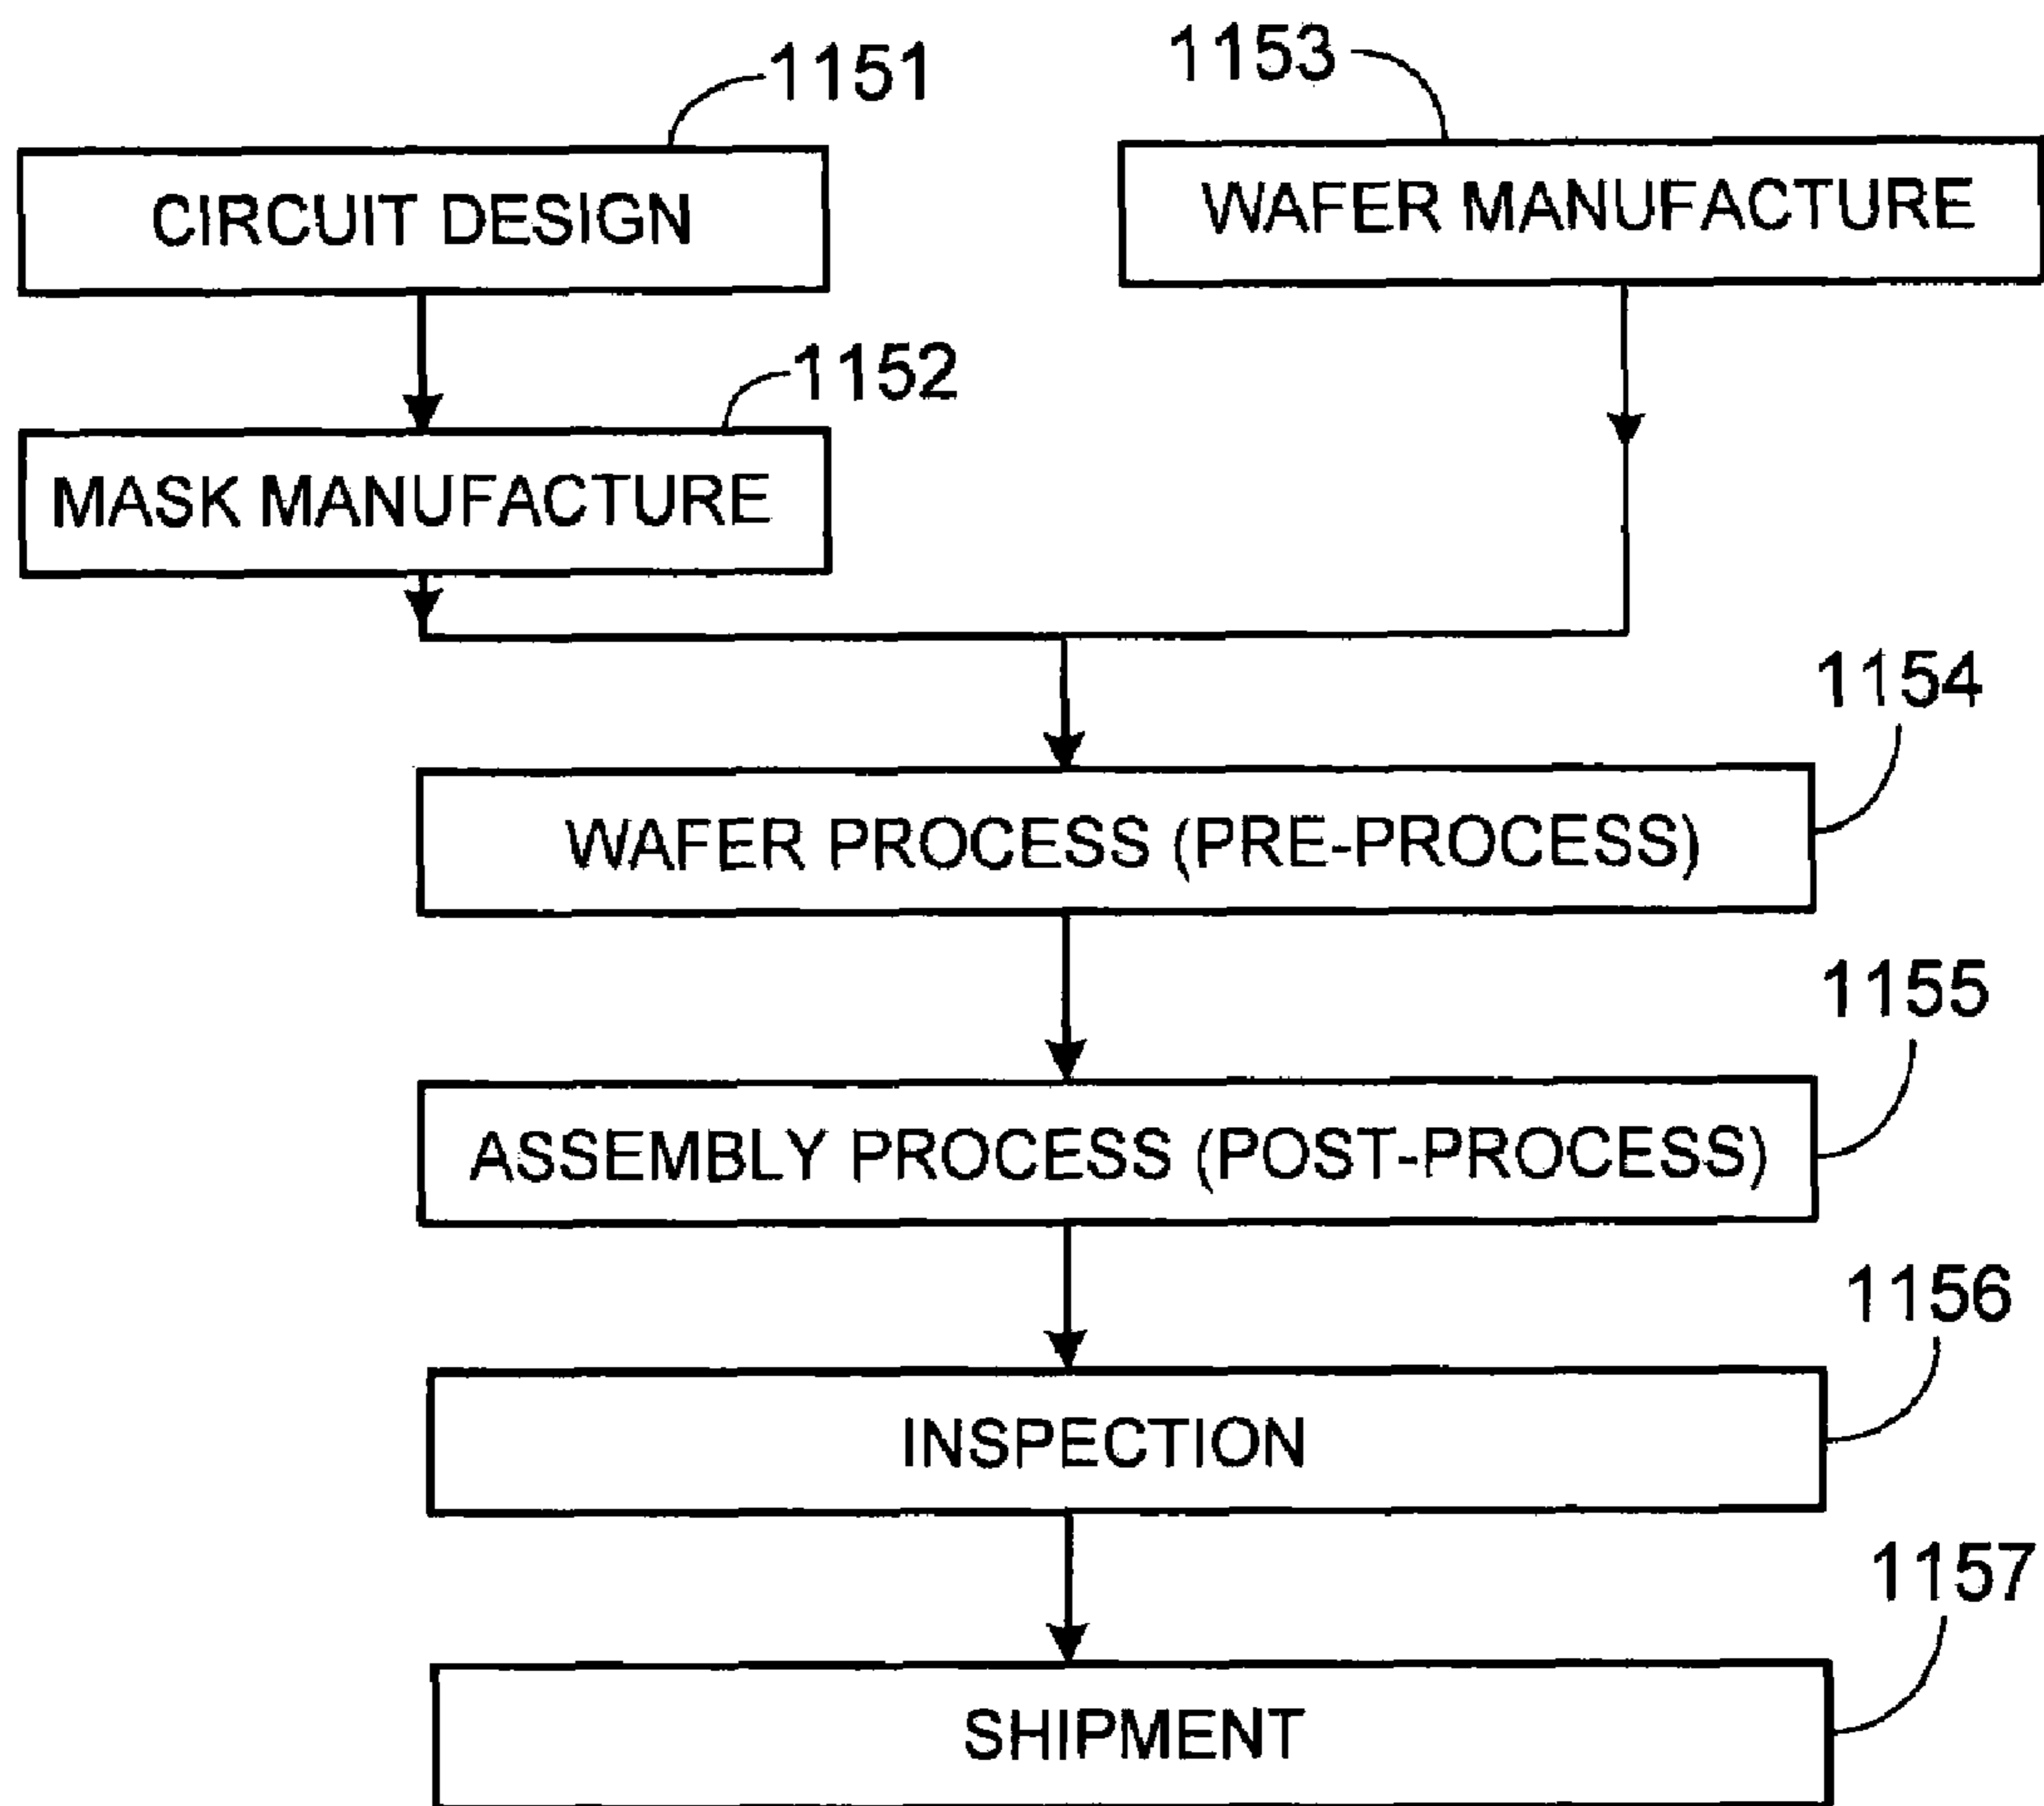 1151
1153
CIRCUIT DESIGN
WAFER MANUFACTURE
1152
MASK MANUFACTURE
1154
WAFER PROCESS (PRE-PROCESS)
1155
ASSEMBLY PROCESS (POST-PROCESS)
1156
INSPECTION
1157
SHIPMENT